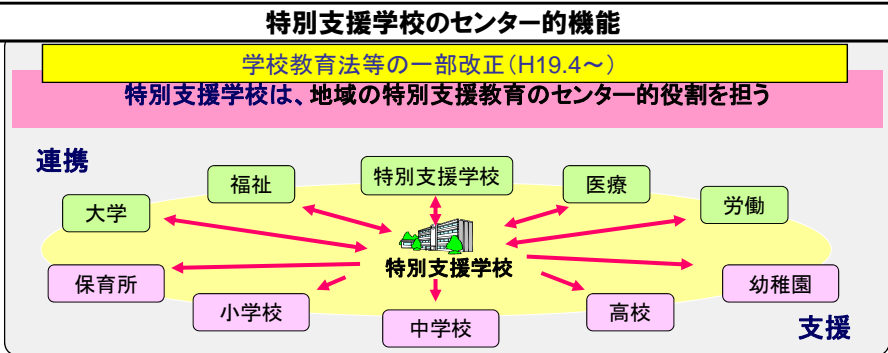 特別支援学校のセンター的機能
学校教育法等の一部改正(H19.4~)
特別支援学校は、地域の特別支援教育のセンター的役割を担う
連携
福祉
特別支援学校
医療
大学
労働
特別支援学校
保育所
幼稚園
小学校
中学校
高校
支援